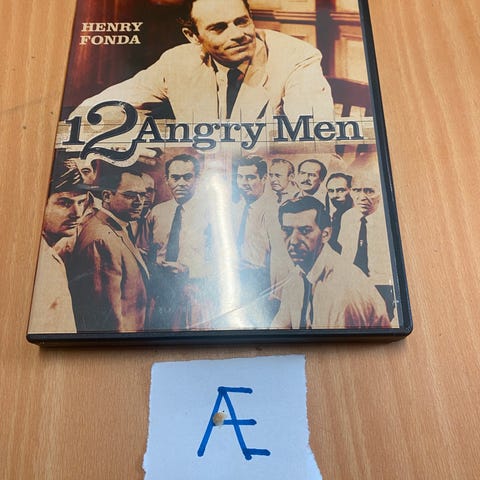 HENRY
FONDA
12 Angry Men
Æ